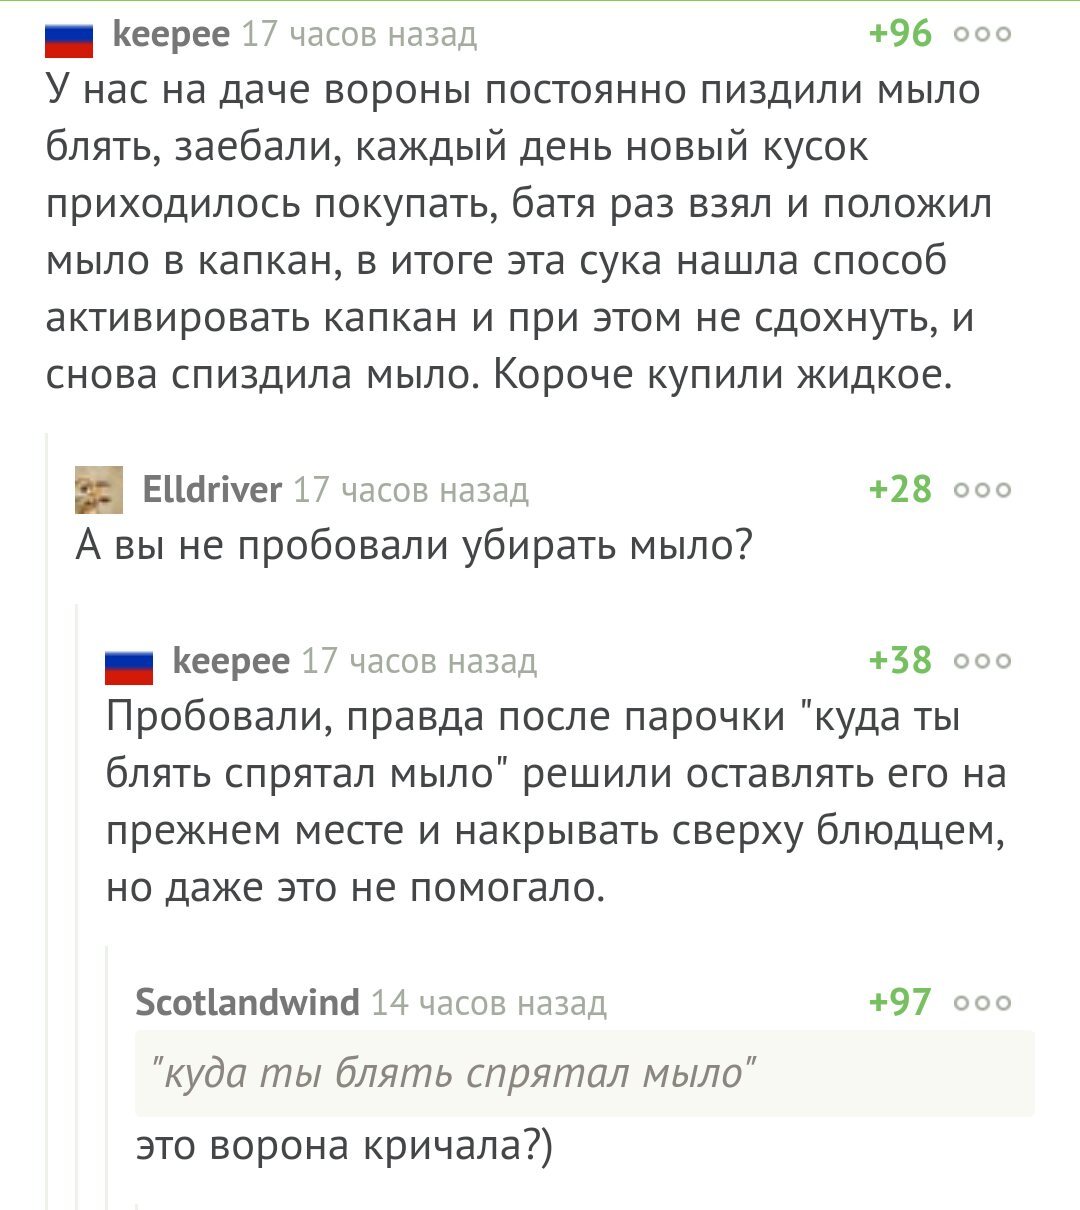 keepee 17 часов назад +96
У нас на даче вороны постоянно пиздили мыло
блять, заебали, каждый день новый кусок
приходилось покупать, батя раз взял и положил
мыло в капкан, в итоге эта сука нашла способ
активировать капкан и при этом не сдохнуть, и
снова спиздила мыло. Короче купили жидкое.
Elldriver 17 часов назад +28
А вы не пробовали убирать мыло?
keepee 17 часов назад +38
Пробовали, правда после парочки "куда ты
блять спрятал мыло" решили оставлять его на
прежнем месте и накрывать сверху блюдцем,
но даже это не помогало.
Scotlandwind 14 часов назад +97
"куда ты блять спрятал мыло"
это ворона кричала?)